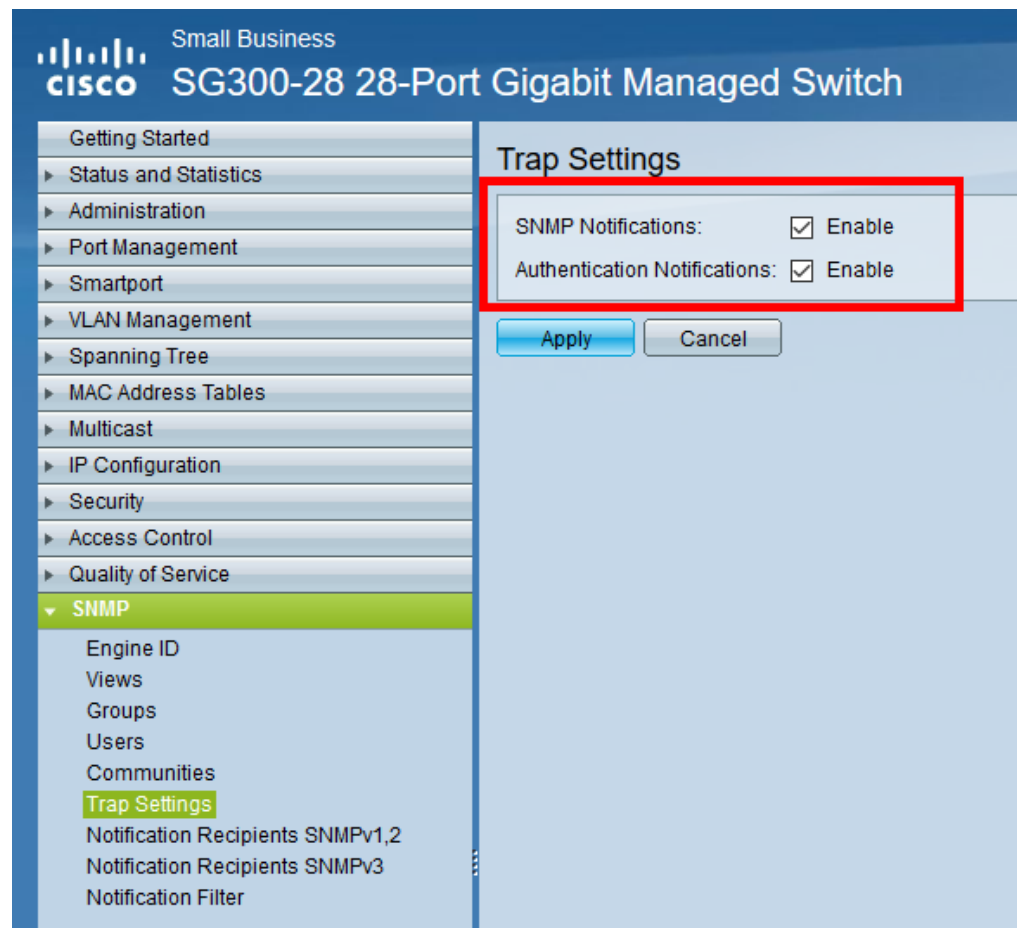 Small Business
cisco SG300-28 28-Port Gigabit Managed Switch
Getting Started
Status and Statistics
Administration
Port Management
Smartport
VLAN Management
Spanning Tree
MAC Address Tables
Multicast
IP Configuration
Security
Access Control
Quality of Service
SNMP
Engine ID
Views
Groups
Users
Communities
Trap Settings
Notification Recipients SNMPv1,2
Notification Recipients SNMPv3
Notification Filter
Trap Settings
SNMP Notifications: Enable
Authentication Notifications: Enable
Apply Cancel